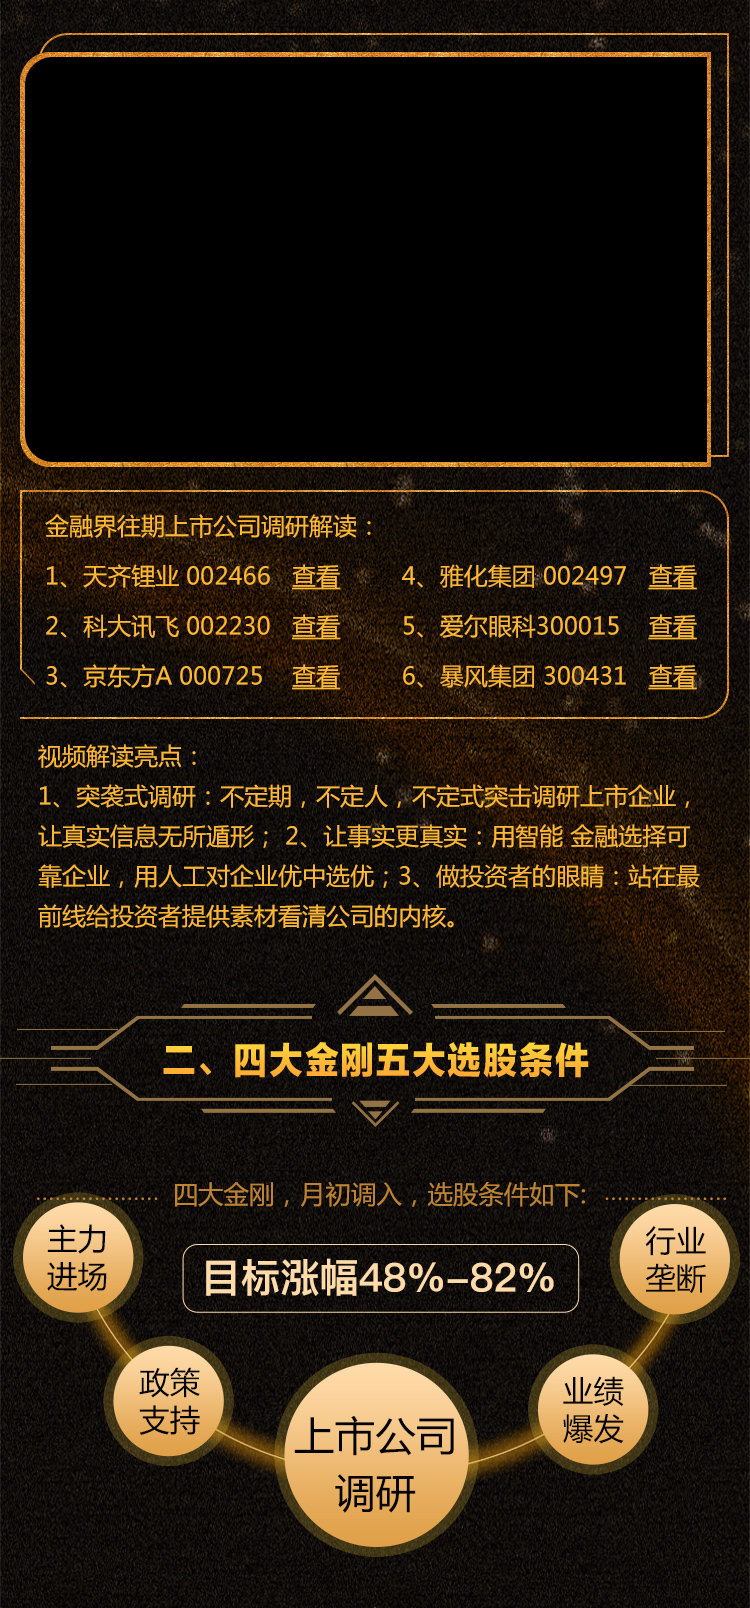 金融界往期上市公司调研解读：
1、天齐锂业 002466 查看
4、雅化集团 002497 查看
2、科大讯飞 002230 查看
5、爱尔眼科300015 查看
3、京东方A 000725 查看
6、暴风集团 300431 查看
视频解读亮点：
1、突袭式调研：不定期，不定人，不定式突击调研上市企业，
让真实信息无所遁形； 2、让事实更真实：用智能 金融选择可
靠企业，用人工对企业优中选优；3、做投资者的眼睛：站在最
前线给投资者提供素材看清公司的内核。
二、四大金刚五大选股条件
四大金刚，月初调入，选股条件如下:
主力
进场
目标涨幅48%-82%
行业
垄断
政策
支持
上市公司
调研
业绩
爆发